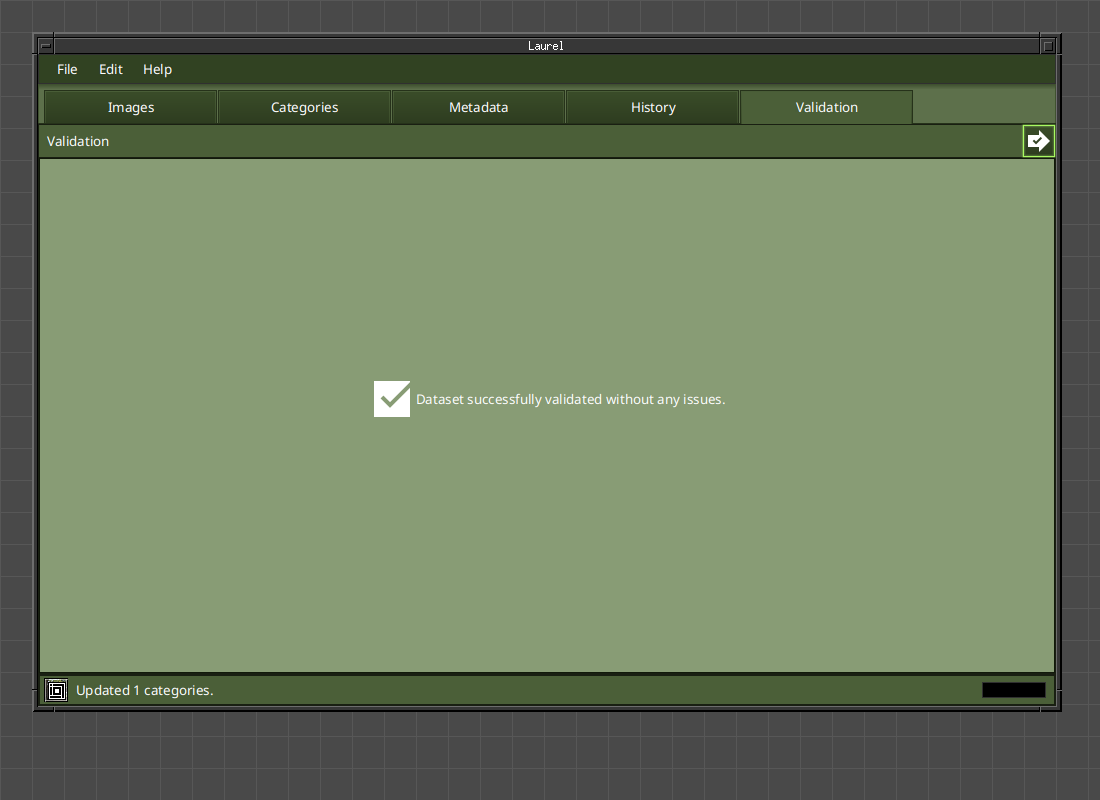 Laurel
File Edit Help
Images Categories Metadata History Validation
Validation
Dataset successfully validated without any issues.
Updated 1 categories.